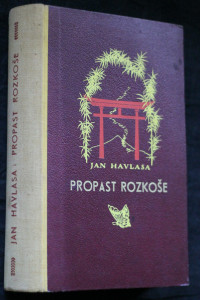 JAN HAVLASA
PROPAST ROZKOŠE
JAN HAVLASA · PROPAST ROZKOŠE